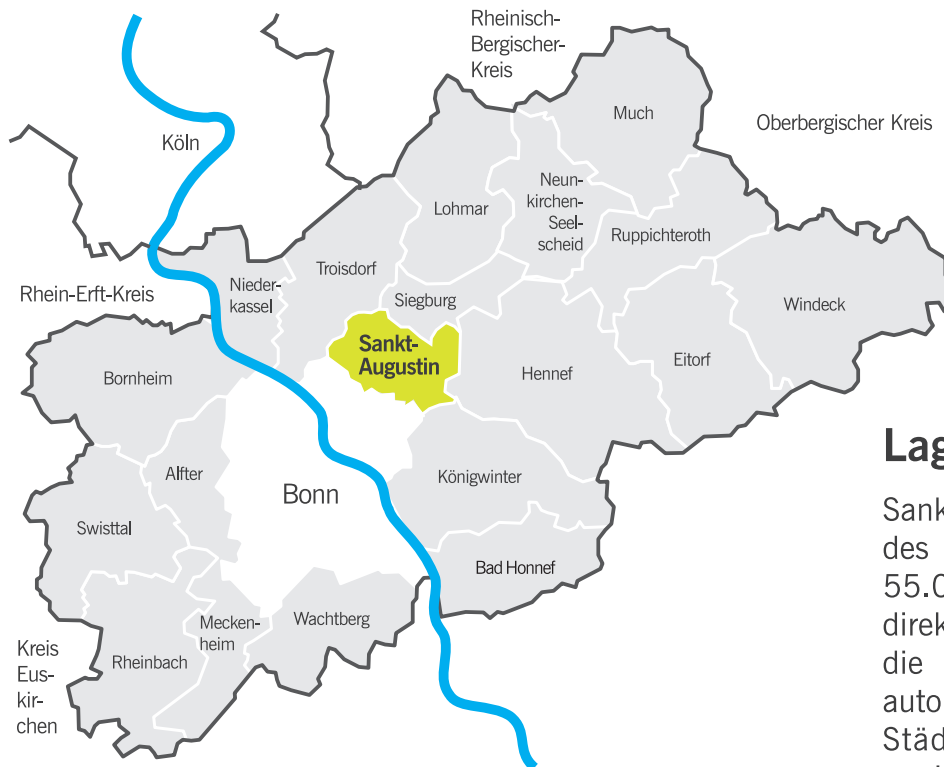 Rheinisch-
Bergischer-
Kreis
Much
Oberbergischer Kreis
Köln
Neun-
kirchen-
Seel-
scheid
Lohmar
Ruppichteroth
Troisdorf
Nieder-
kassel
Siegburg
Rhein-Erft-Kreis
Windeck
Sankt-
Augustin
Eitorf
Hennef
Bornheim
Alfter
Königwinter
Bonn
Swisttal
Bad Honnef
Wachtberg
Mecken-
heim
Rheinbach
Kreis
Eus-
kir-
chen
Lag
Sank
des
55.0
direk
die
auto
Städ